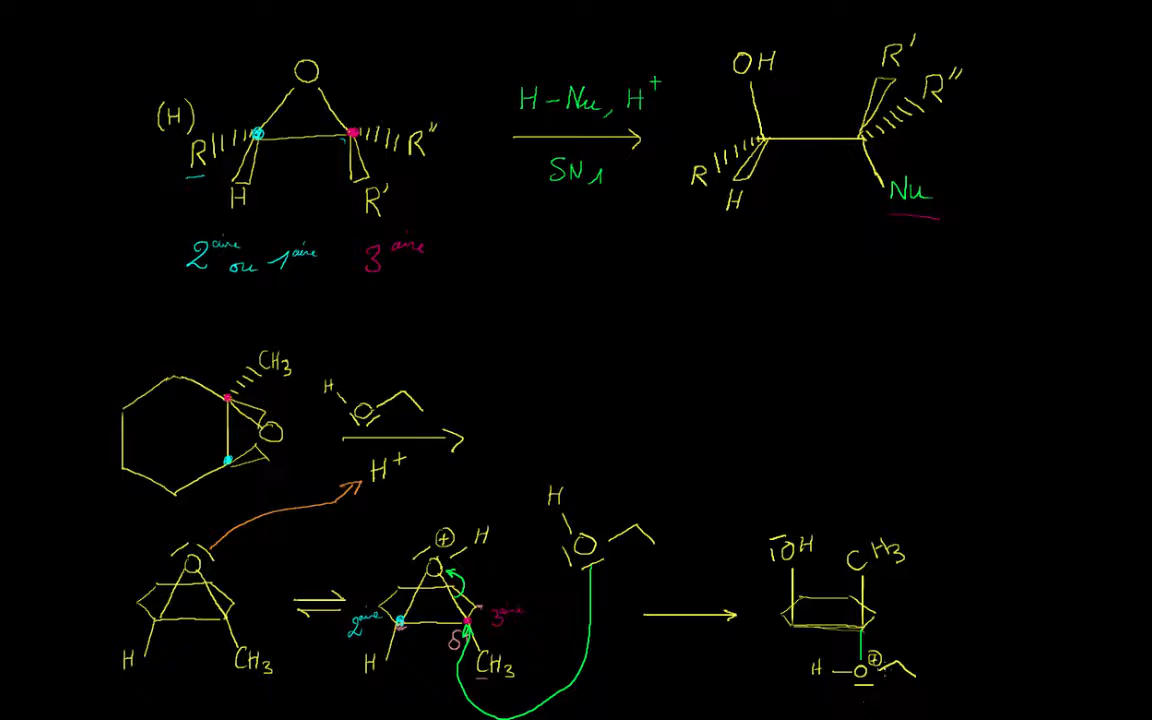 O
(H)
R
H
R'
R''
2aire ou 1aire
3aire
H-Nu, H+
SN1
OH
R'
R''
R
H
Nu
CH3
O
H
O
H+
O
H
CH3
⊕
H
O
2aire
3aire
δ
H
CH3
H
O
OH
CH3
H-O
⊕